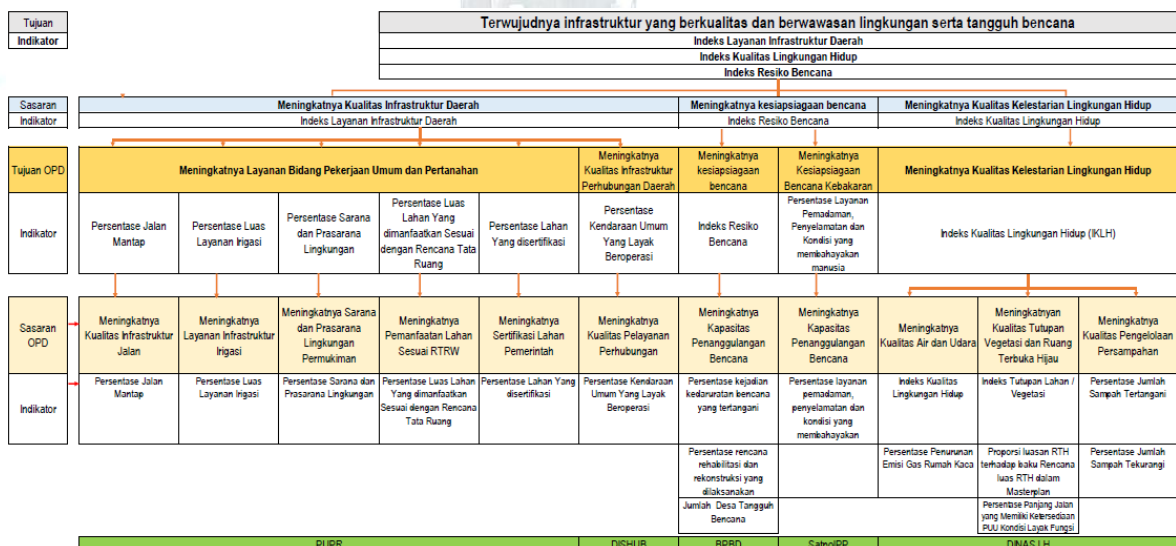 Tujuan
Terwujudnya infrastruktur yang berkualitas dan berwawasan lingkungan serta tangguh bencana
Indikator
Indeks Layanan Infrastruktur Daerah
Indeks Kualitas Lingkungan Hidup
Indeks Resiko Bencana
Sasaran
Meningkatnya Kualitas Infrastruktur Daerah
Meningkatnya kesiapsiagaan bencana
Meningkatnya Kualitas Kelestarian Lingkungan Hidup
Indikator
Indeks Layanan Infrastruktur Daerah
Indeks Resiko Bencana
Indeks Kualitas Lingkungan Hidup
Tujuan OPD
Meningkatnya Layanan Bidang Pekerjaan Umum dan Pertanahan
Meningkatnya
Kualitas Infrastruktur
Perhubungan Daerah
Meningkatnya
kesiapsiagaan
bencana
Meningkatnya
Kesiapsiagaan
Bencana Kebakaran
Meningkatnya Kualitas Kelestarian Lingkungan Hidup
Indikator
Persentase Jalan
Mantap
Persentase Luas
Layanan Irigasi
Persentase Sarana
dan Prasarana
Lingkungan
Persentase Luas
Lahan Yang
dimanfaatkan Sesuai
dengan Rencana Tata
Ruang
Persentase Lahan
Yang disertifikasi
Persentase
Kendaraan Umum
Yang Layak
Beroperasi
Indeks Resiko
Bencana
Persentase Layanan
Pemadaman,
Penyelamatan dan
Kondisi yang
membahayakan
manusia
Indeks Kualitas Lingkungan Hidup (IKLH)
Sasaran
OPD
Meningkatnya
Kualitas Infrastruktur
Jalan
Meningkatnya
Layanan Infrastruktur
Irigasi
Meningkatnya Sarana
dan Prasarana
Lingkungan
Permukiman
Meningkatnya
Pemanfaatan Lahan
Sesuai RTRW
Meningkatnya
Sertifikasi Lahan
Pemerintah
Meningkatnya
Kualitas Pelayanan
Perhubungan
Meningkatnya
Kapasitas
Penanggulangan
Bencana
Meningkatnya
Kapasitas
Penanggulangan
Bencana
Meningkatnya
Kualitas Air dan Udara
Meningkatnyan
Kualitas Tutupan
Vegetasi dan Ruang
Terbuka Hijau
Meningkatnya
Kualitas Pengelolaan
Persampahan
Indikator
Persentase Jalan
Mantap
Persentase Luas
Layanan Irigasi
Persentase Sarana dan
Prasarana Lingkungan
Persentase Luas Lahan
Yang dimanfaatkan
Sesuai dengan Rencana
Tata Ruang
Persentase Lahan Yang
disertifikasi
Persentase Kendaraan
Umum Yang Layak
Beroperasi
Persentase kejadian
kedaruratan bencana
yang tertangani
Persentase layanan
pemadaman,
penyelamatan dan
kondisi yang
membahayakan
Indeks Kualitas
Lingkungan Hidup
Indeks Tutupan Lahan /
Vegetasi
Persentase Jumlah
Sampah Tertangani
Persentase rencana
rehabilitasi dan
rekonstruksi yang
dilaksanakan
Persentase Penurunan
Emisi Gas Rumah Kaca
Proporsi luasan RTH
terhadap baku Rencana
luas RTH dalam
Masterplan
Persentase Jumlah
Sampah Tekurangi
Jumlah Desa Tangguh
Bencana
Persentase Panjang Jalan
yang Memiliki Ketersediaan
PUU Kondisi Layak Fungsi
PUPR
DISHUB
BPBD
SatpolPP
DINAS LH